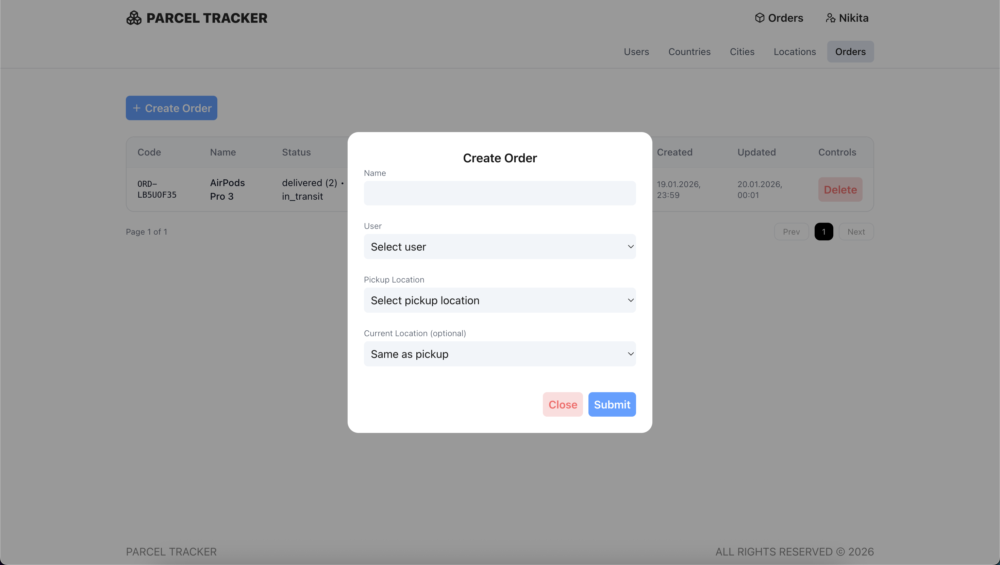 PARCEL TRACKER
Orders
Nikita
Users
Countries
Cities
Locations
Orders
+ Create Order
Code
Name
Status
Created
Updated
Controls
ORD-
LB5U0F35
AirPods
Pro 3
delivered (2) •
in_transit
19.01.2026,
23:59
20.01.2026,
00:01
Delete
Page 1 of 1
Prev
1
Next
Create Order
Name
User
Select user
Pickup Location
Select pickup location
Current Location (optional)
Same as pickup
Close
Submit
PARCEL TRACKER
ALL RIGHTS RESERVED © 2026